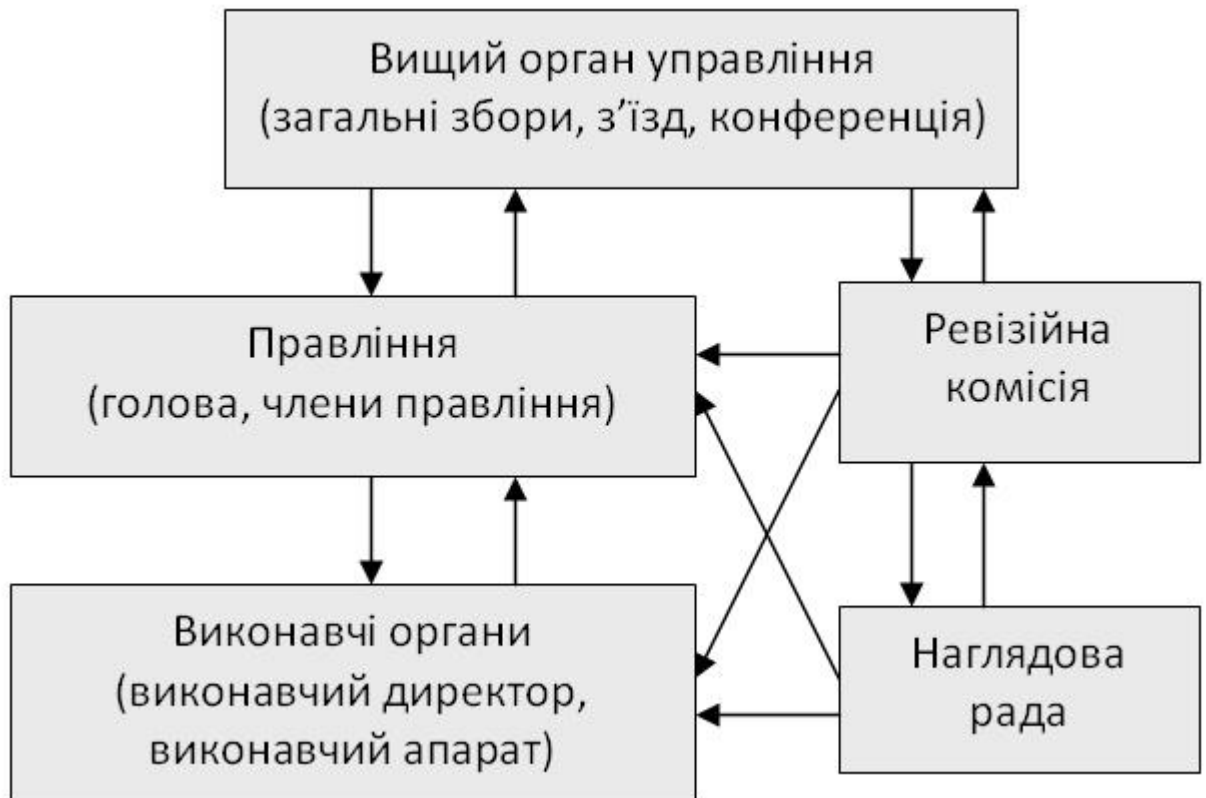 Вищий орган управління
(загальні збори, з’їзд, конференція)
Правління
(голова, члени правління)
Ревізійна
комісія
Виконавчі органи
(виконавчий директор,
виконавчий апарат)
Наглядова
рада